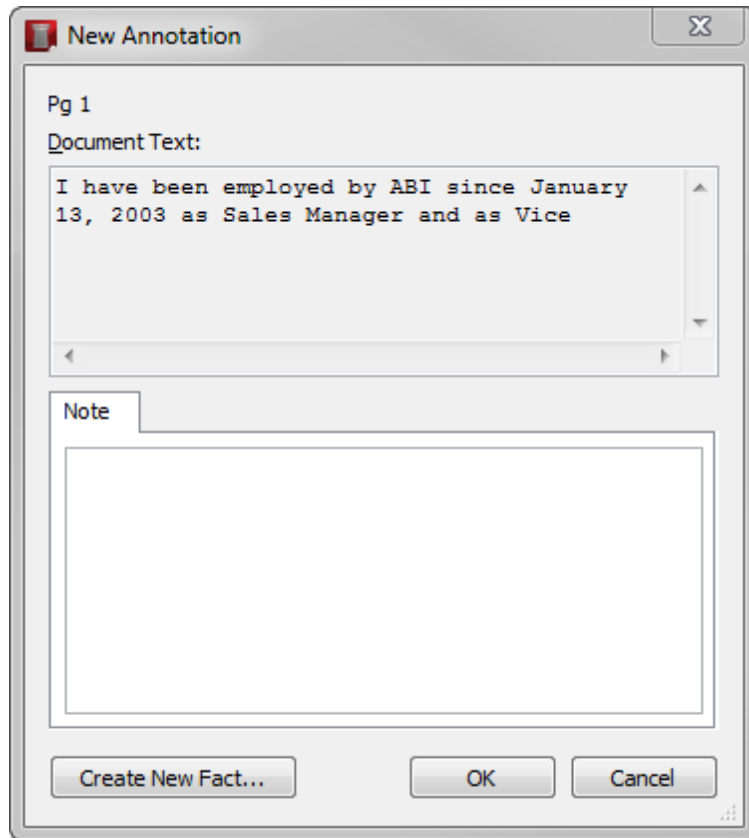 New Annotation
Pg 1
Document Text:
I have been employed by ABI since January
13, 2003 as Sales Manager and as Vice
Note
Create New Fact...
OK
Cancel